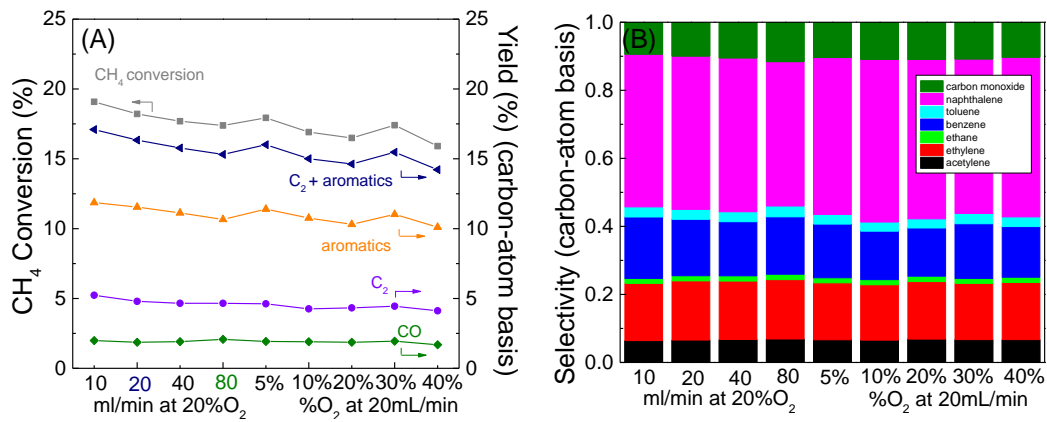 (A)
CH4 Conversion (%)
25
20
15
10
5
0
CH4 conversion
C2 + aromatics
aromatics
C2
CO
25
20
15
10
5
0
Yield (%) (carbon-atom basis)
10 20 40 80 5% 10% 20% 30% 40%
ml/min at 20%O2 %O2 at 20mL/min
(B)
Selectivity (carbon-atom basis)
1.0
0.8
0.6
0.4
0.2
0.0
carbon monoxide
naphthalene
toluene
benzene
ethane
ethylene
acetylene
10 20 40 80 5% 10% 20% 30% 40%
ml/min at 20%O2 %O2 at 20mL/min